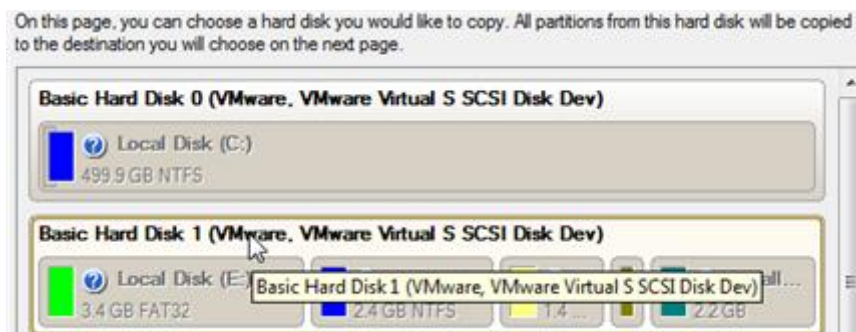 On this page, you can choose a hard disk you would like to copy. All partitions from this hard disk will be copied
to the destination you will choose on the next page.
Basic Hard Disk 0 (VMware, VMware Virtual S SCSI Disk Dev)
Local Disk (C:)
499.9 GB NTFS
Basic Hard Disk 1 (VMware, VMware Virtual S SCSI Disk Dev)
Local Disk (E:)
Basic Hard Disk 1 (VMware, VMware Virtual S SCSI Disk Dev)
all...
3.4 GB FAT32
2.4 GB NTFS
1.4 ...
2.2 GB